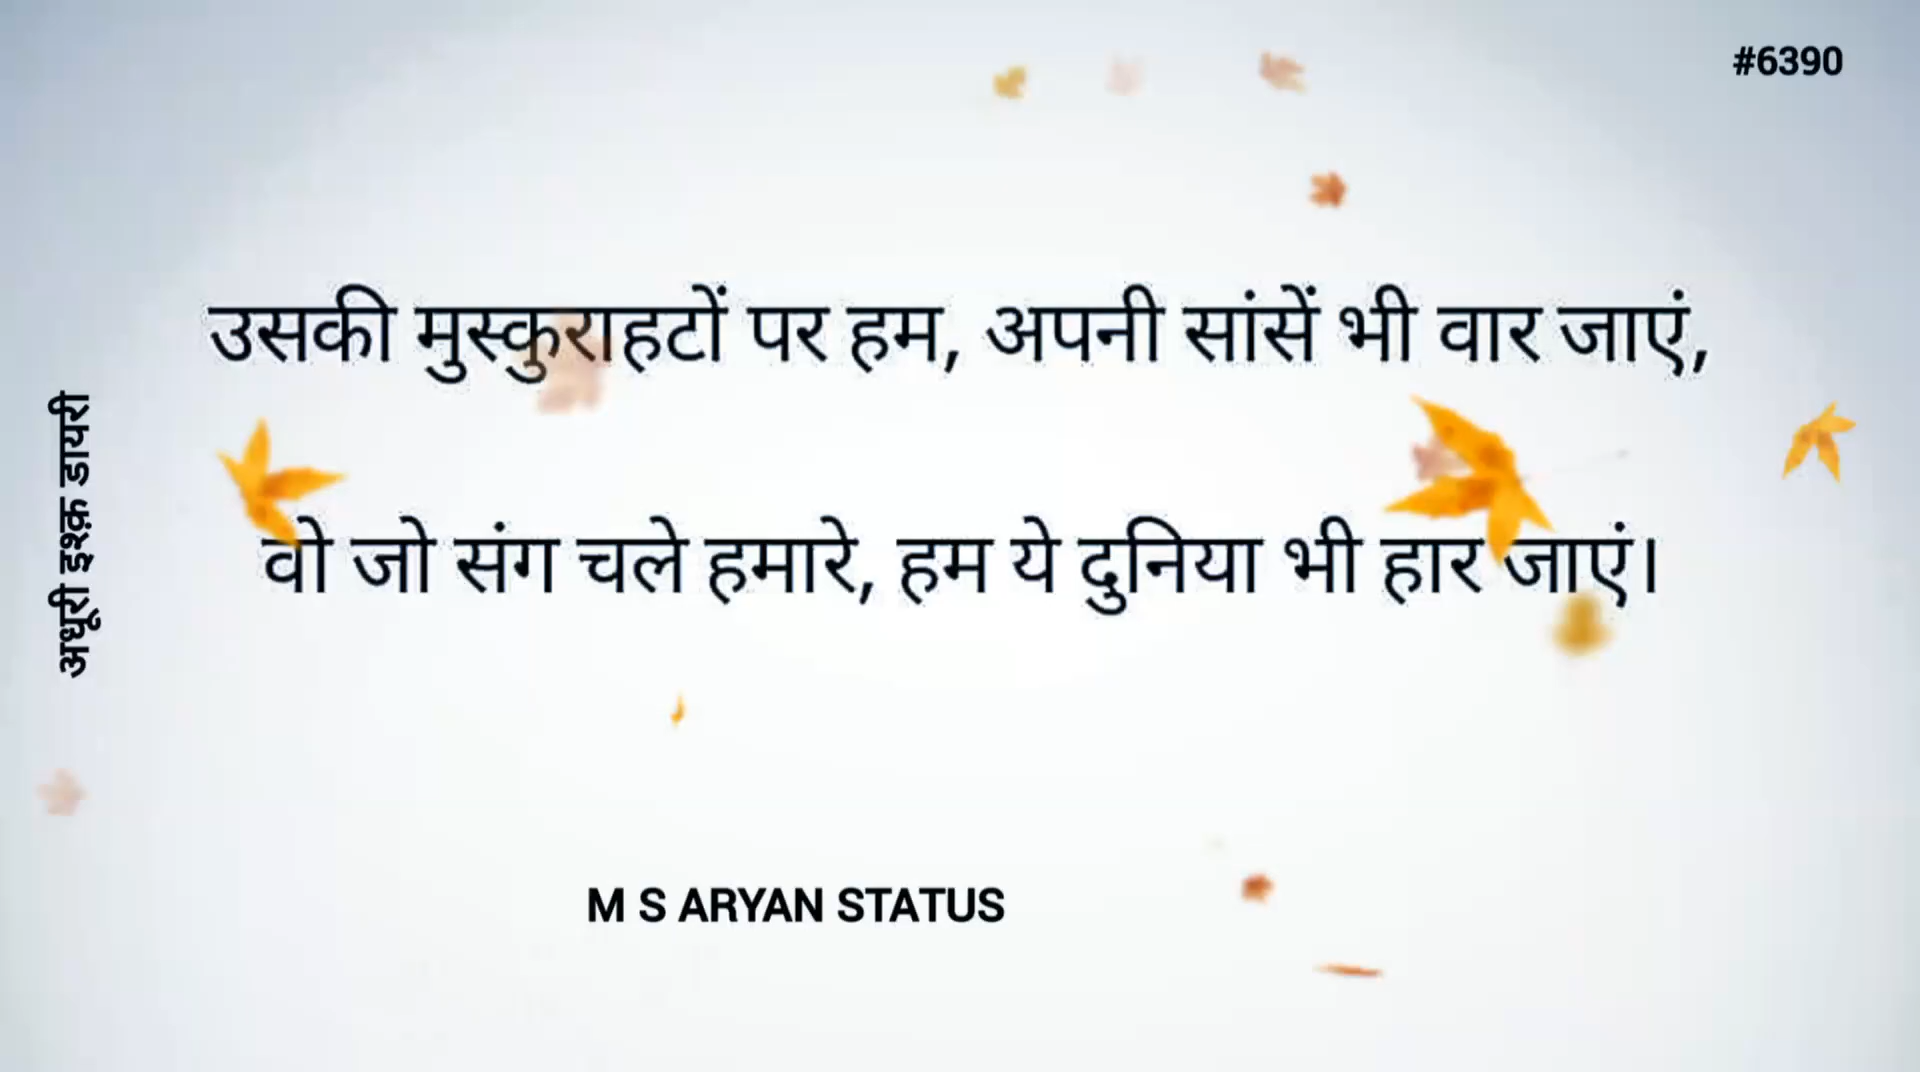 #6390
उसकी मुस्कुराहटों पर हम, अपनी सांसें भी वार जाएं,
वो जो संग चले हमारे, हम ये दुनिया भी हार जाएं।
अधूरी इश्क़ डायरी
M S ARYAN STATUS